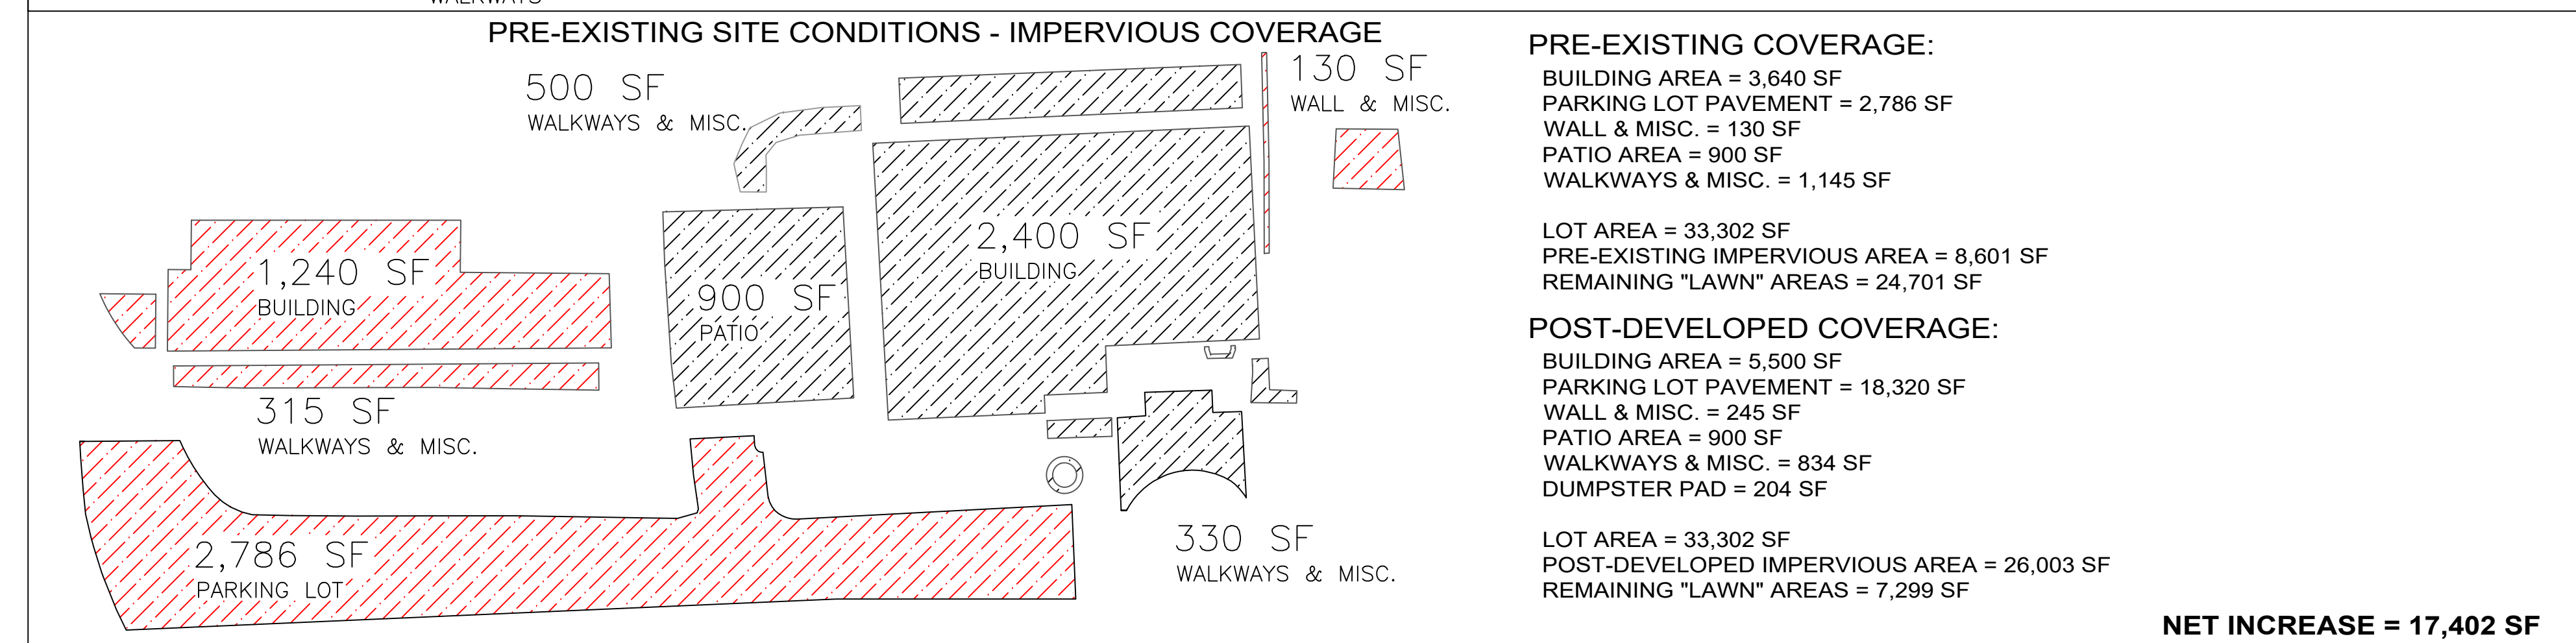 WALKWAYS
PRE-EXISTING SITE CONDITIONS - IMPERVIOUS COVERAGE
500 SF
WALKWAYS & MISC.
130 SF
WALL & MISC.
1,240 SF
BUILDING
900 SF
PATIO
2,400 SF
BUILDING
315 SF
WALKWAYS & MISC.
2,786 SF
PARKING LOT
330 SF
WALKWAYS & MISC.
PRE-EXISTING COVERAGE:
BUILDING AREA = 3,640 SF
PARKING LOT PAVEMENT = 2,786 SF
WALL & MISC. = 130 SF
PATIO AREA = 900 SF
WALKWAYS & MISC. = 1,145 SF
LOT AREA = 33,302 SF
PRE-EXISTING IMPERVIOUS AREA = 8,601 SF
REMAINING "LAWN" AREAS = 24,701 SF
POST-DEVELOPED COVERAGE:
BUILDING AREA = 5,500 SF
PARKING LOT PAVEMENT = 18,320 SF
WALL & MISC. = 245 SF
PATIO AREA = 900 SF
WALKWAYS & MISC. = 834 SF
DUMPSTER PAD = 204 SF
LOT AREA = 33,302 SF
POST-DEVELOPED IMPERVIOUS AREA = 26,003 SF
REMAINING "LAWN" AREAS = 7,299 SF
NET INCREASE = 17,402 SF